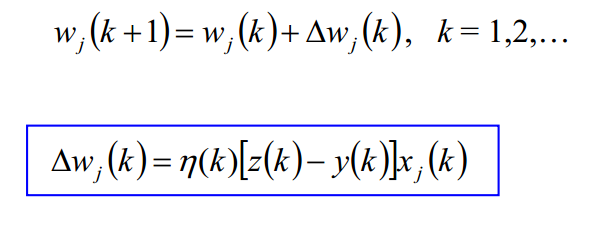 w_j(k+1) = w_j(k) + Δw_j(k), k = 1,2,…
Δw_j(k) = η(k)[z(k) − y(k)]x_j(k)